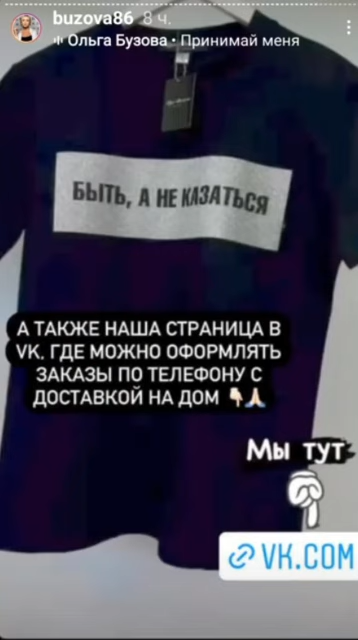 buzova86 8 ч.
Ольга Бузова • Принимай меня
БЫТЬ, А НЕ КАЗАТЬСЯ
А ТАКЖЕ НАША СТРАНИЦА В
VK. ГДЕ МОЖНО ОФОРМЛЯТЬ
ЗАКАЗЫ ПО ТЕЛЕФОНУ С
ДОСТАВКОЙ НА ДОМ 👇🏻🙏🏻
Мы тут
VK.COM